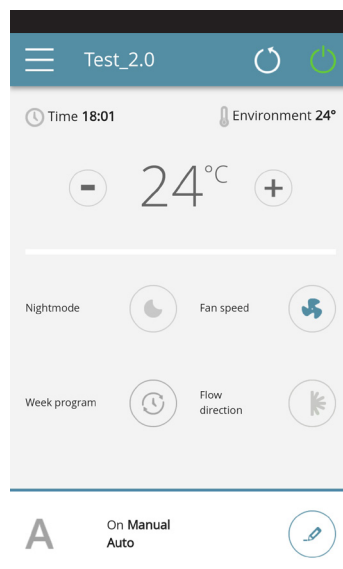 Test_2.0
Time 18:01 Environment 24°
- 24°C +
Nightmode Fan speed
Week program Flow
direction
A On Manual
Auto